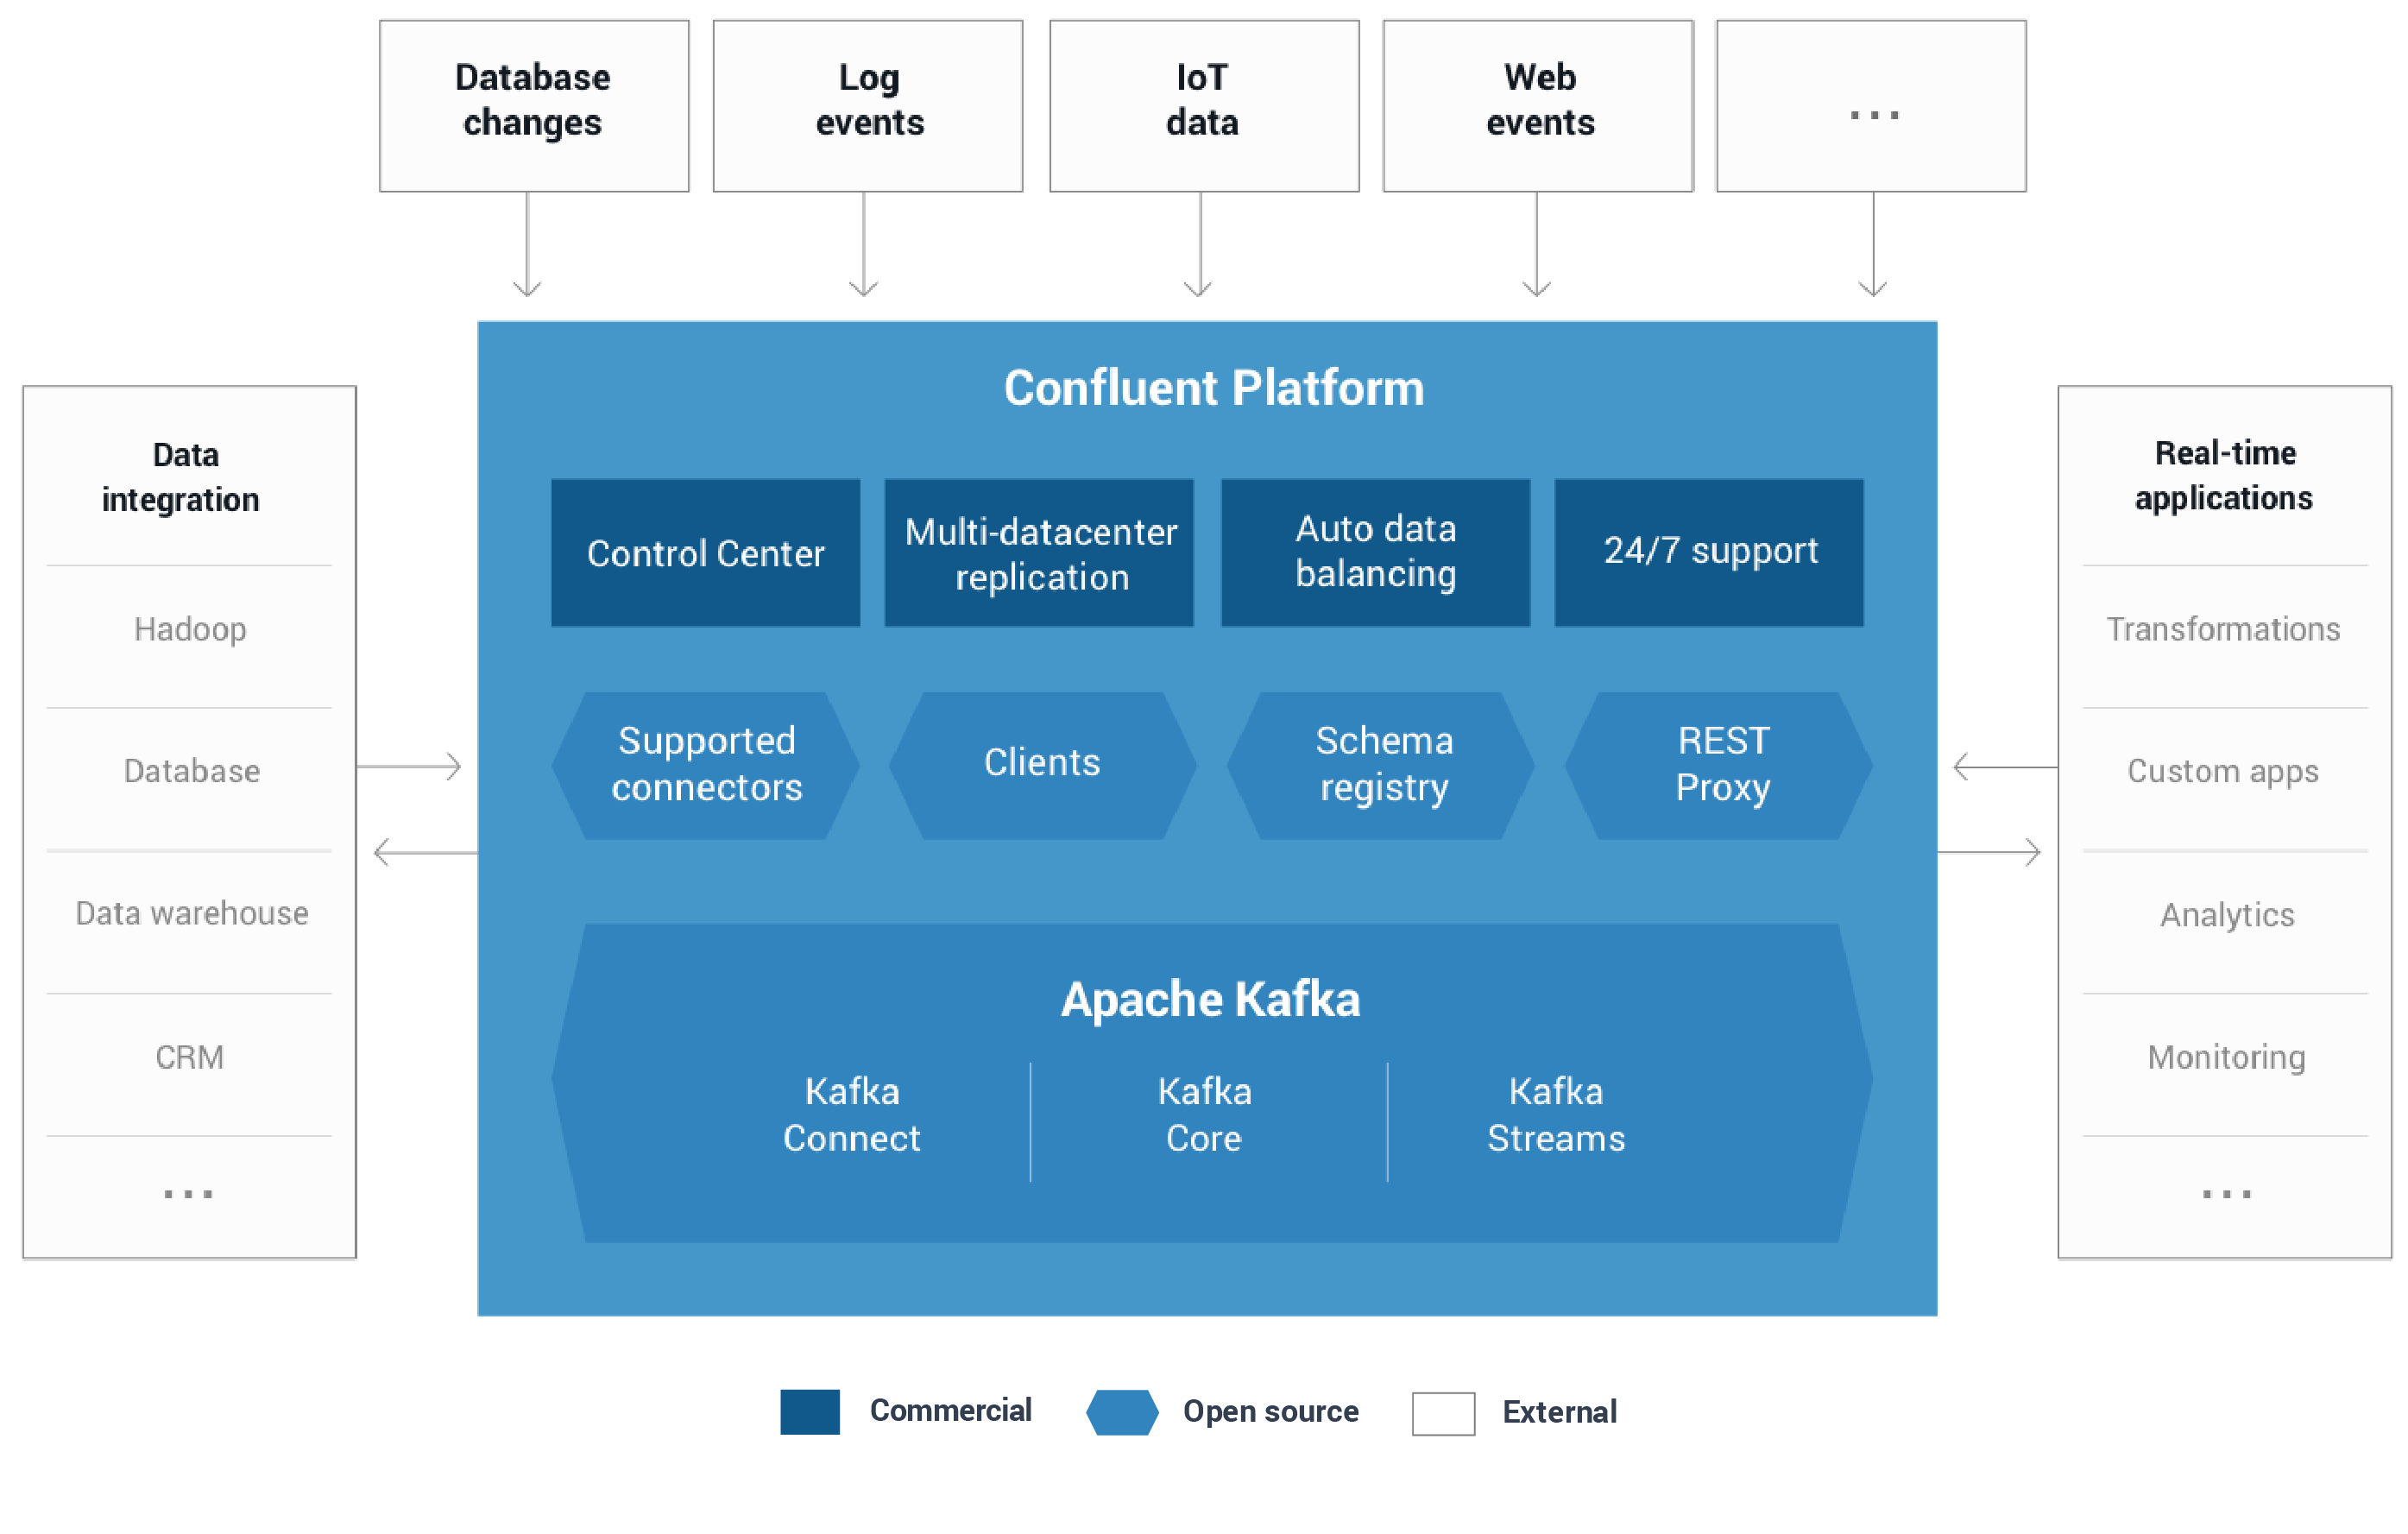 Database
changes
Log
events
IoT
data
Web
events
...
Confluent Platform
Data
integration
Hadoop
Database
Data warehouse
CRM
...
Control Center
Multi-datacenter
replication
Auto data
balancing
24/7 support
Supported
connectors
Clients
Schema
registry
REST
Proxy
Apache Kafka
Kafka
Connect
Kafka
Core
Kafka
Streams
Real-time
applications
Transformations
Custom apps
Analytics
Monitoring
...
Commercial
Open source
External